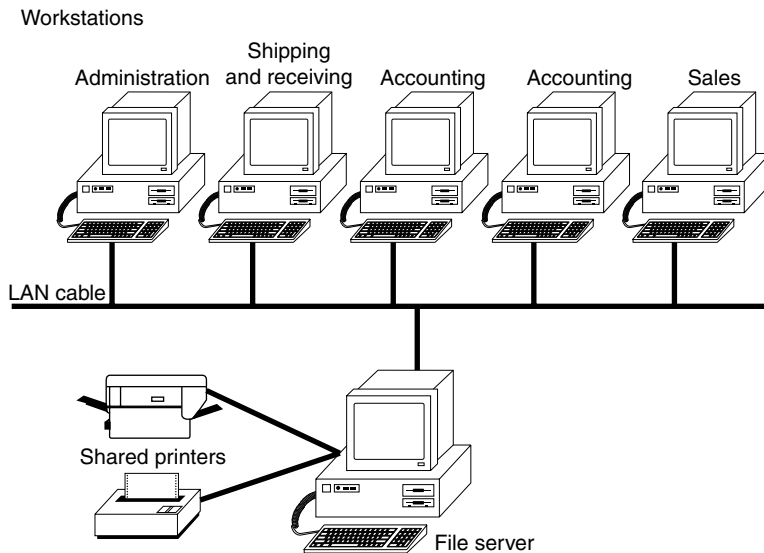 Workstations
Administration
Shipping
and receiving
Accounting
Accounting
Sales
LAN cable
Shared printers
File server